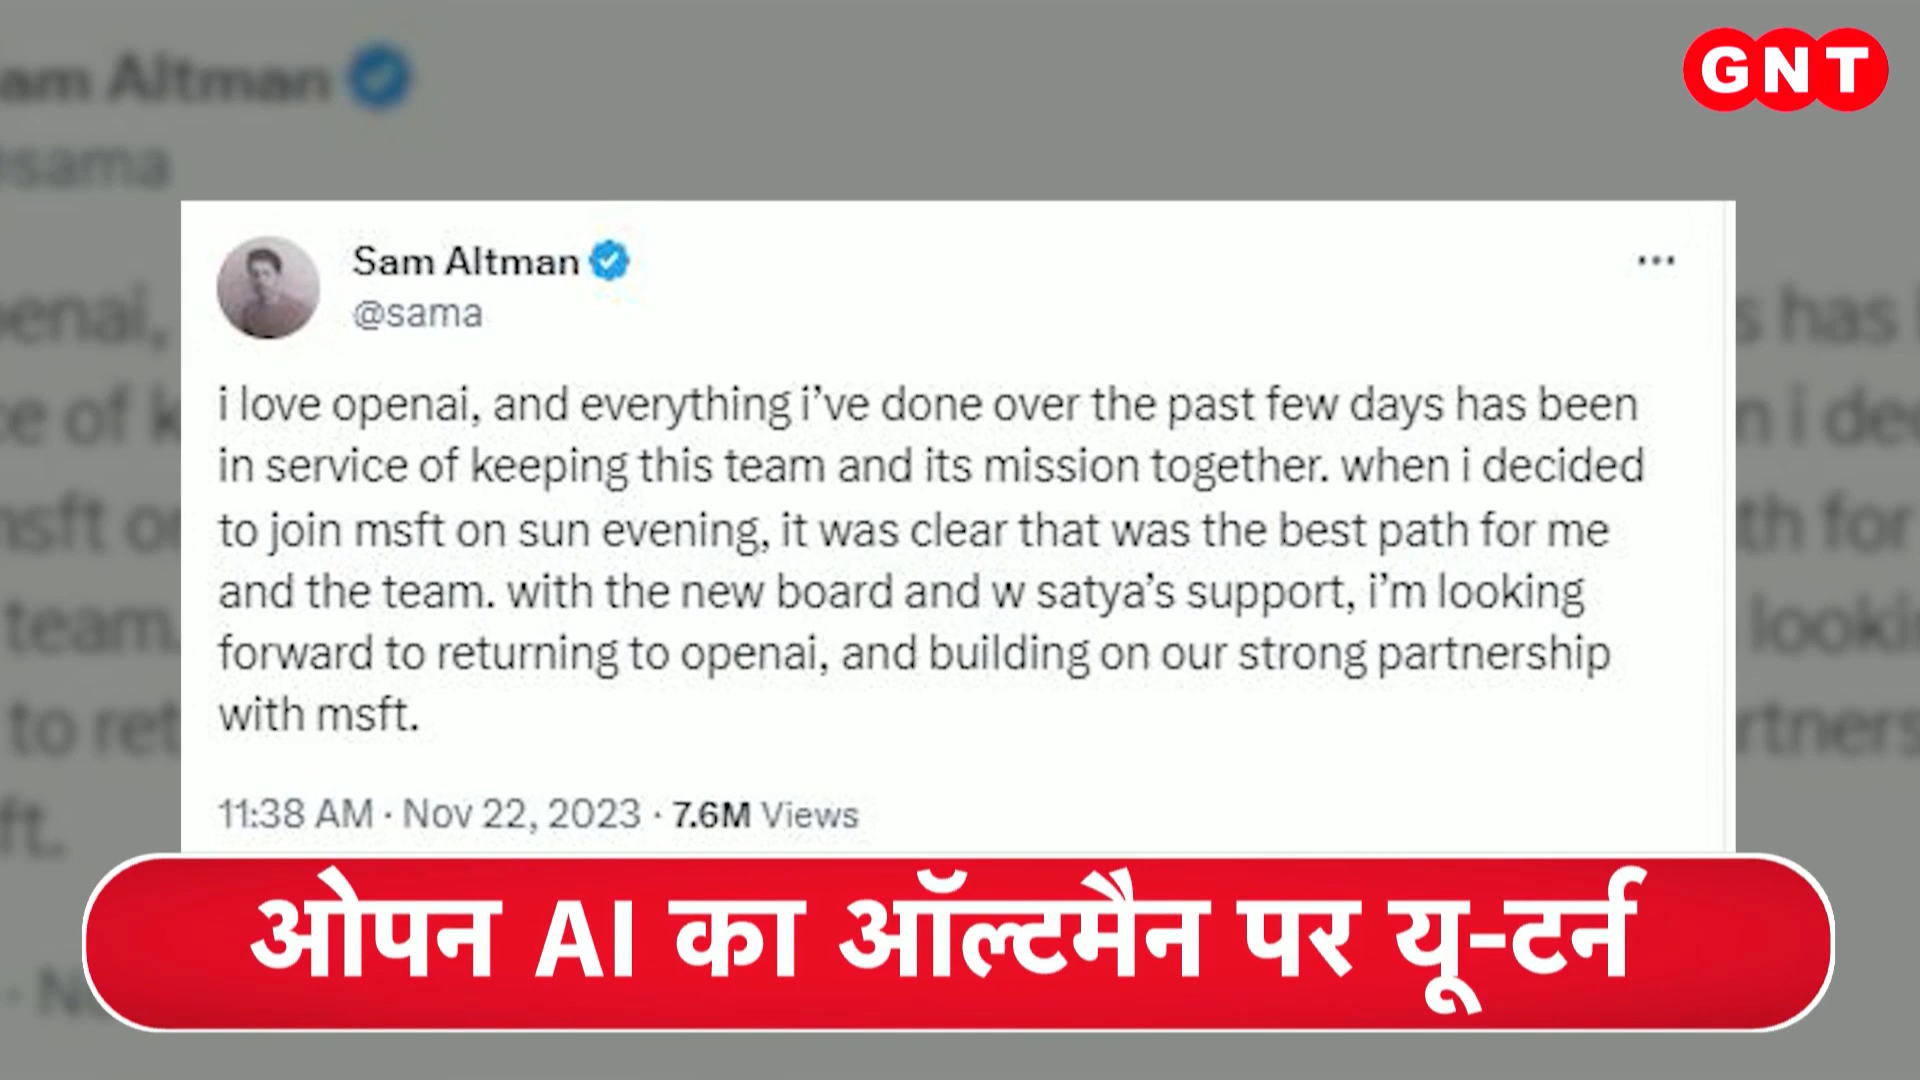 GNT
Sam Altman
@sama
i love openai, and everything i've done over the past few days has been
in service of keeping this team and its mission together. when i decided
to join msft on sun evening, it was clear that was the best path for me
and the team. with the new board and w satya's support, i'm looking
forward to returning to openai, and building on our strong partnership
with msft.
11:38 AM · Nov 22, 2023 · 7.6M Views
ओपन AI का ऑल्टमैन पर यू-टर्न